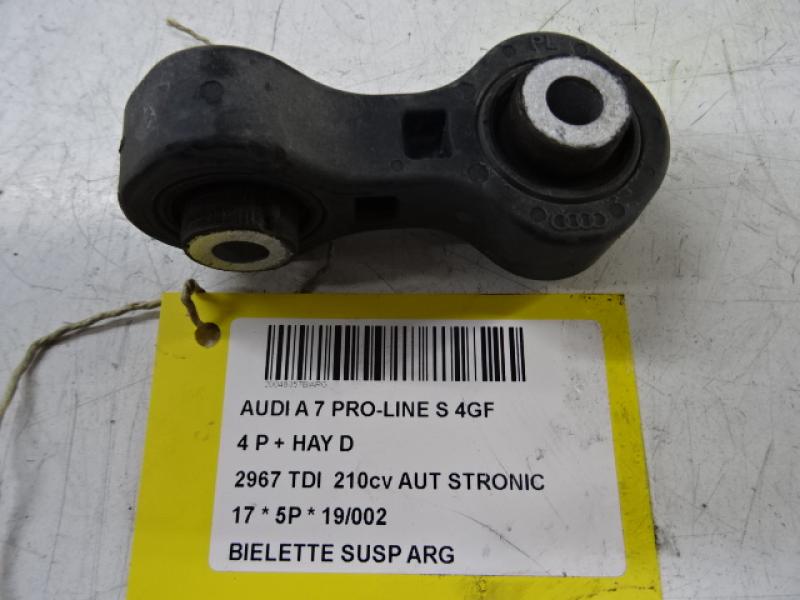 PL
AUDI A 7 PRO-LINE S 4GF
4 P + HAY D
2967 TDI 210cv AUT STRONIC
17 * 5P * 19/002
BIELETTE SUSP ARG